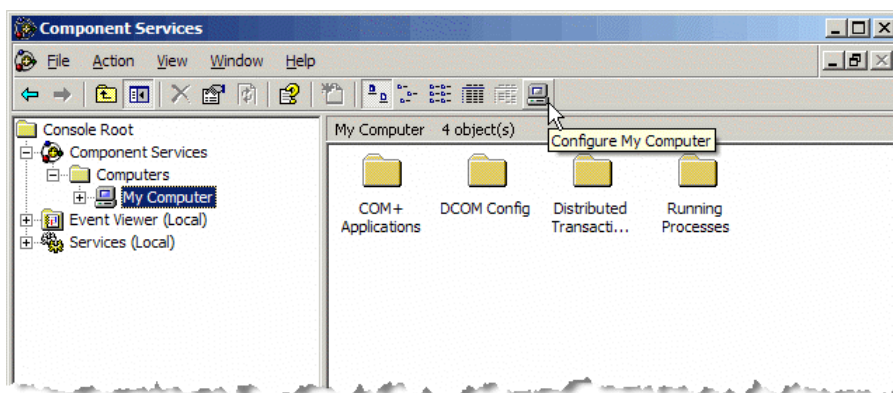 Component Services
File Action View Window Help
Console Root
Component Services
Computers
My Computer
Event Viewer (Local)
Services (Local)
My Computer 4 object(s)
Configure My Computer
COM+ Applications
DCOM Config
Distributed Transacti...
Running Processes